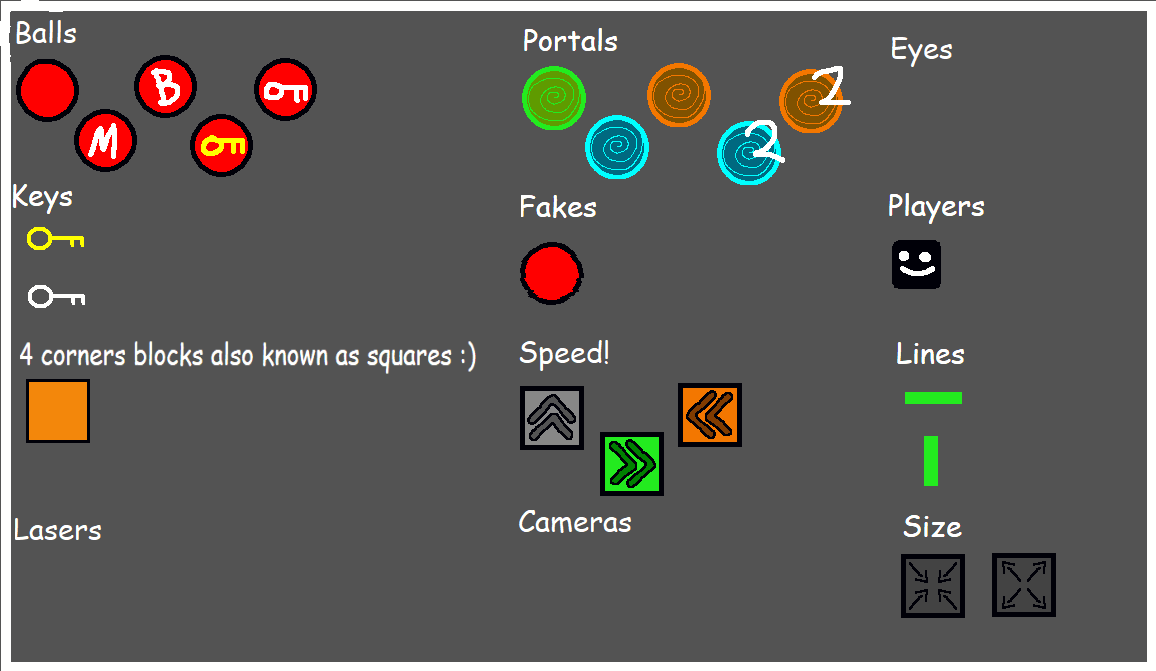 Balls
Portals
Eyes
B
M
2
2
Keys
Fakes
Players
4 corners blocks also known as squares :)
Speed!
Lines
Lasers
Cameras
Size